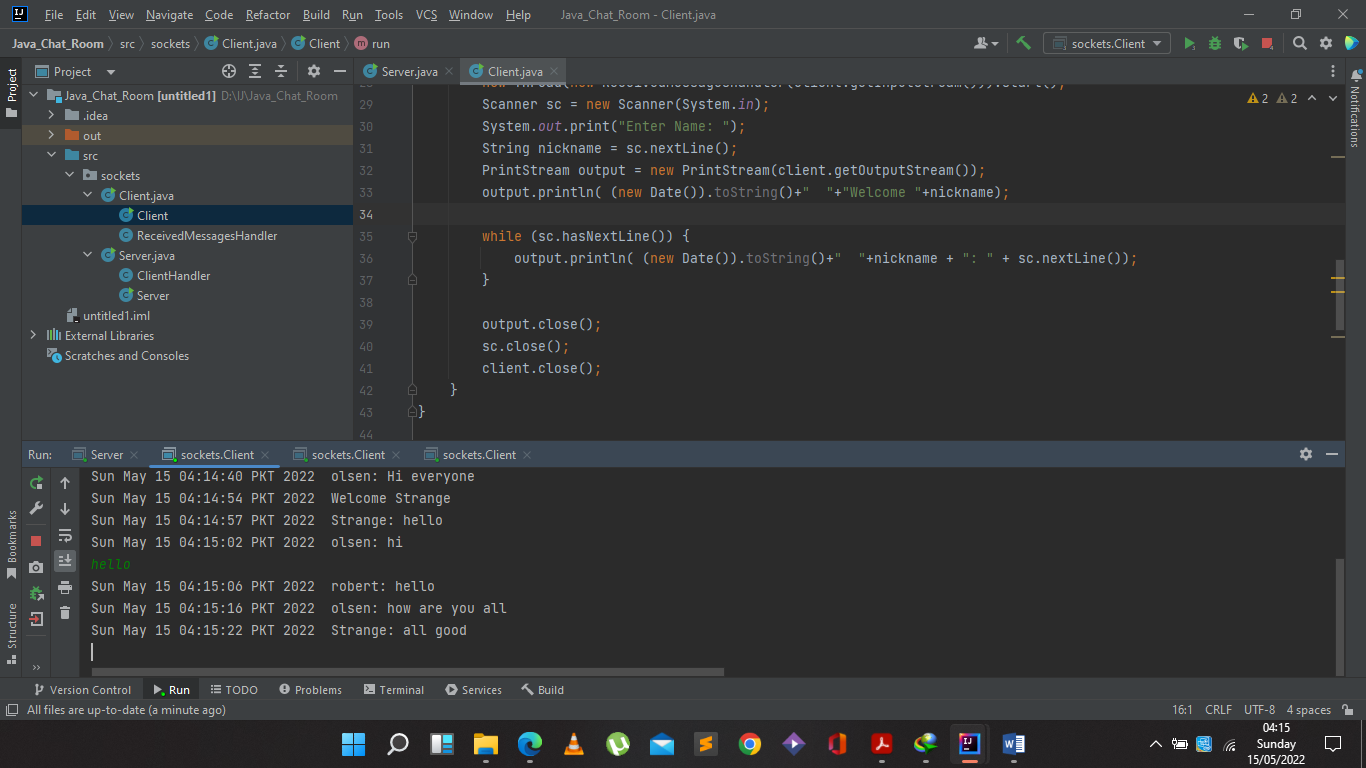 File Edit View Navigate Code Refactor Build Run Tools VCS Window Help Java_Chat_Room - Client.java
Java_Chat_Room src sockets Client.java Client run sockets.Client
Project
Project
Server.java Client.java
Notifications
Java_Chat_Room [untitled1] D:\IJ\Java_Chat_Room
.idea
out
src
sockets
Client.java
Client
ReceivedMessagesHandler
Server.java
ClientHandler
Server
untitled1.iml
External Libraries
Scratches and Consoles
2 2
29 Scanner sc = new Scanner(System.in);
30 System.out.print("Enter Name: ");
31 String nickname = sc.nextLine();
32 PrintStream output = new PrintStream(client.getOutputStream());
33 output.println( (new Date()).toString()+"  "+"Welcome "+nickname);
34
35 while (sc.hasNextLine()) {
36 output.println( (new Date()).toString()+"  "+nickname + ": " + sc.nextLine());
37 }
38
39 output.close();
40 sc.close();
41 client.close();
42 }
43 }
44
Run: Server sockets.Client sockets.Client sockets.Client
Sun May 15 04:14:40 PKT 2022  olsen: Hi everyone
Sun May 15 04:14:54 PKT 2022  Welcome Strange
Sun May 15 04:14:57 PKT 2022  Strange: hello
Sun May 15 04:15:02 PKT 2022  olsen: hi
hello
Sun May 15 04:15:06 PKT 2022  robert: hello
Sun May 15 04:15:16 PKT 2022  olsen: how are you all
Sun May 15 04:15:22 PKT 2022  Strange: all good
Bookmarks
Structure
Version Control Run TODO Problems Terminal Services Build
All files are up-to-date (a minute ago) 16:1 CRLF UTF-8 4 spaces
04:15
Sunday
15/05/2022